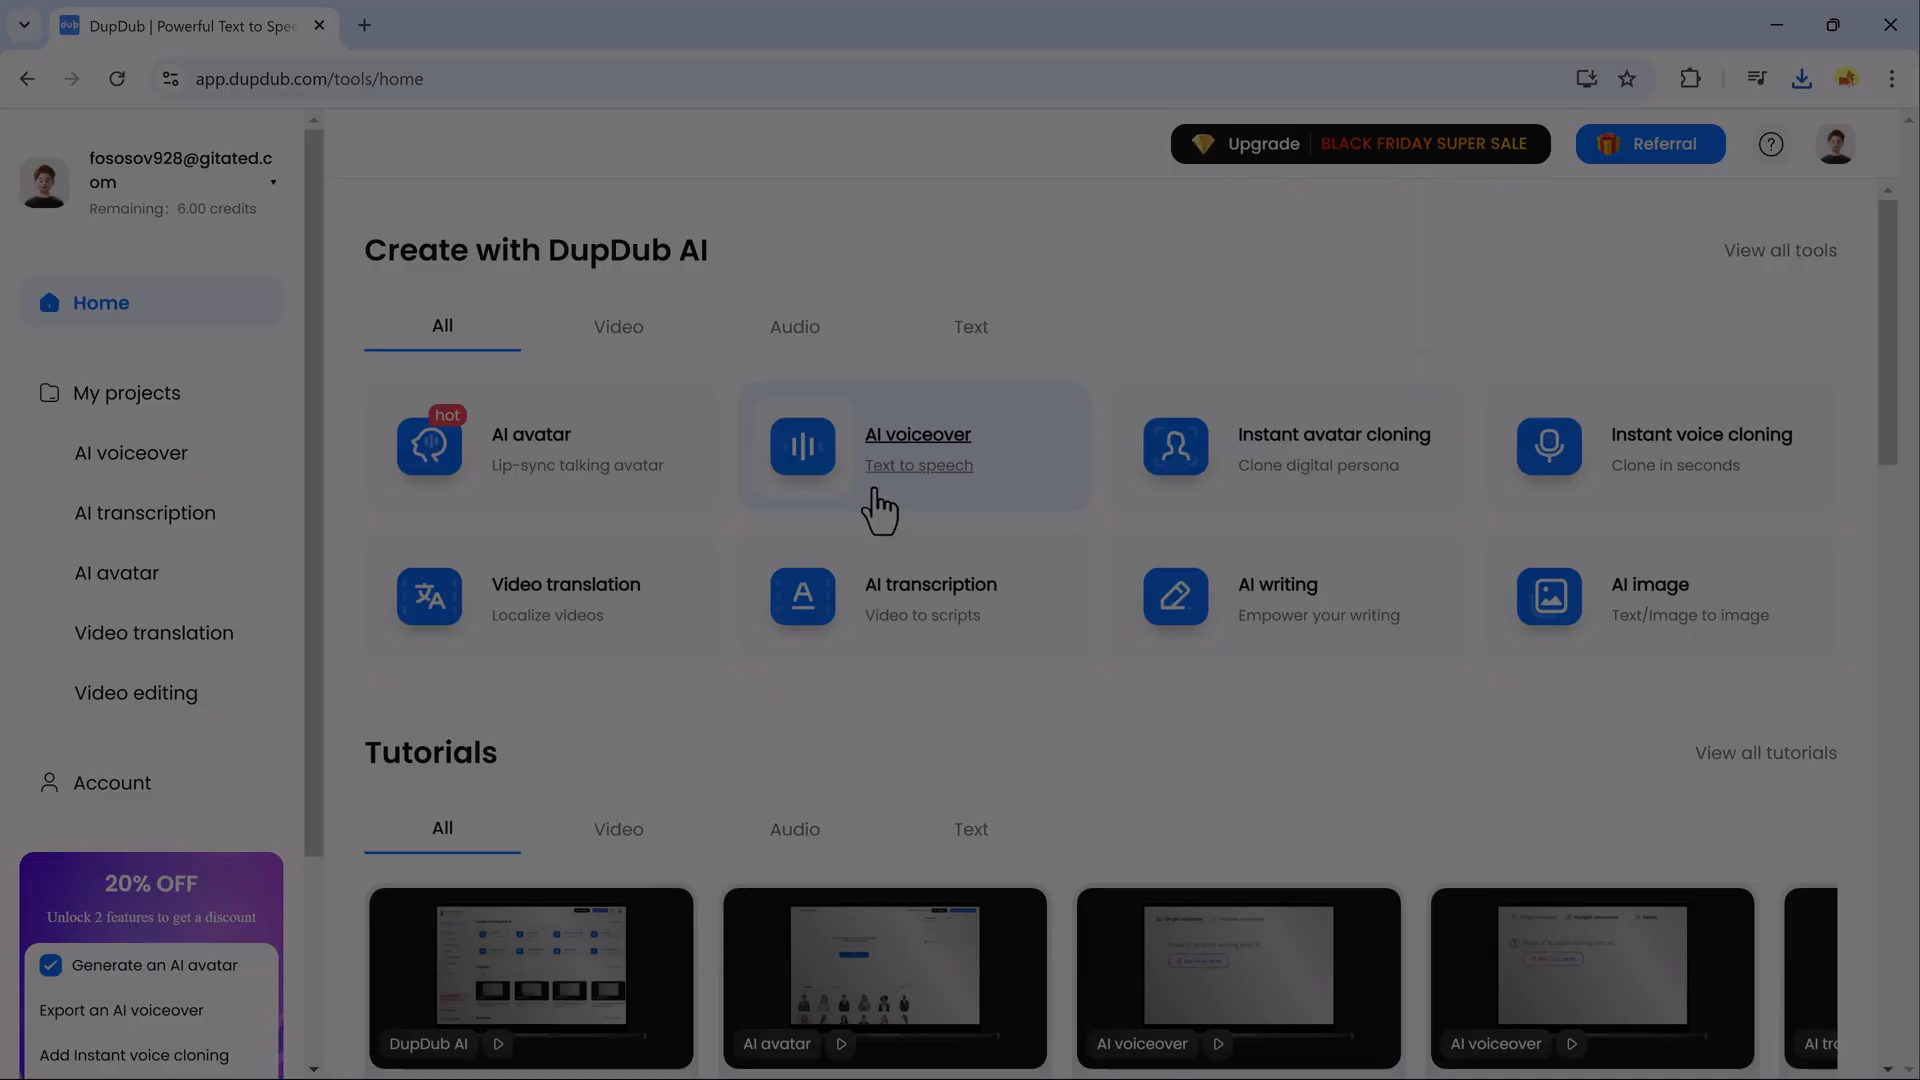 DupDub | Powerful Text to Spee
app.dupdub.com/tools/home
fososov928@gitated.c
om
Remaining: 6.00 credits
Upgrade
BLACK FRIDAY SUPER SALE
Referral
Home
My projects
AI voiceover
AI transcription
AI avatar
Video translation
Video editing
Account
20% OFF
Unlock 2 features to get a discount
Generate an AI avatar
Export an AI voiceover
Add Instant voice cloning
Create with DupDub AI
View all tools
All
Video
Audio
Text
hot
AI avatar
Lip-sync talking avatar
AI voiceover
Text to speech
Instant avatar cloning
Clone digital persona
Instant voice cloning
Clone in seconds
Video translation
Localize videos
AI transcription
Video to scripts
AI writing
Empower your writing
AI image
Text/Image to image
Tutorials
View all tutorials
All
Video
Audio
Text
DupDub AI
AI avatar
AI voiceover
AI voiceover
AI tr